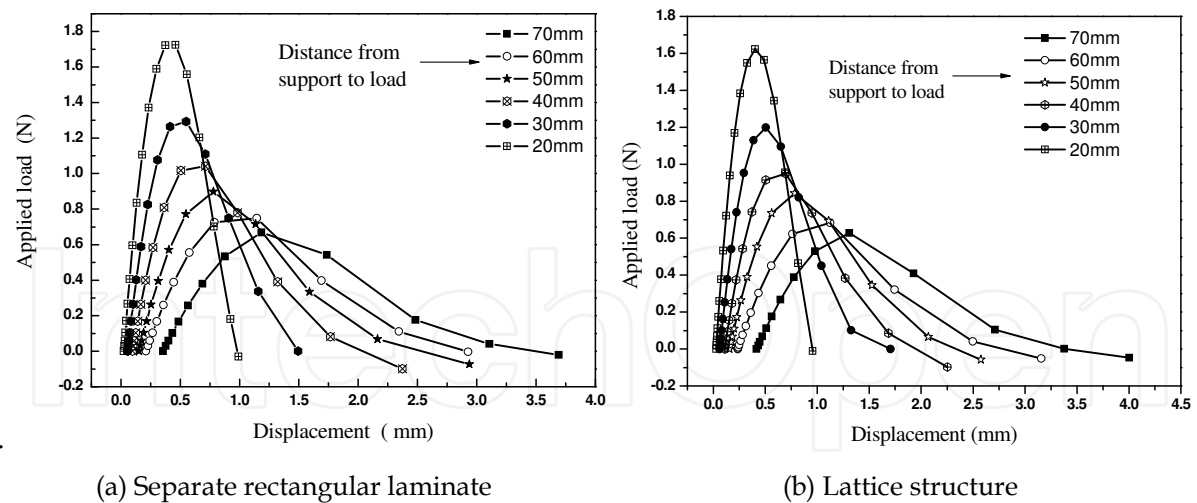 1.8
1.6
1.4
1.2
1.0
0.8
0.6
0.4
0.2
0.0
-0.2
Applied load (N)
0.0 0.5 1.0 1.5 2.0 2.5 3.0 3.5 4.0
Displacement ( mm)
Distance from
support to load
70mm
60mm
50mm
40mm
30mm
20mm
(a) Separate rectangular laminate
1.8
1.6
1.4
1.2
1.0
0.8
0.6
0.4
0.2
0.0
-0.2
Applied load (N)
0.0 0.5 1.0 1.5 2.0 2.5 3.0 3.5 4.0 4.5
Displacement (mm)
Distance from
support to load
70mm
60mm
50mm
40mm
30mm
20mm
(b) Lattice structure
.
IntechOpen